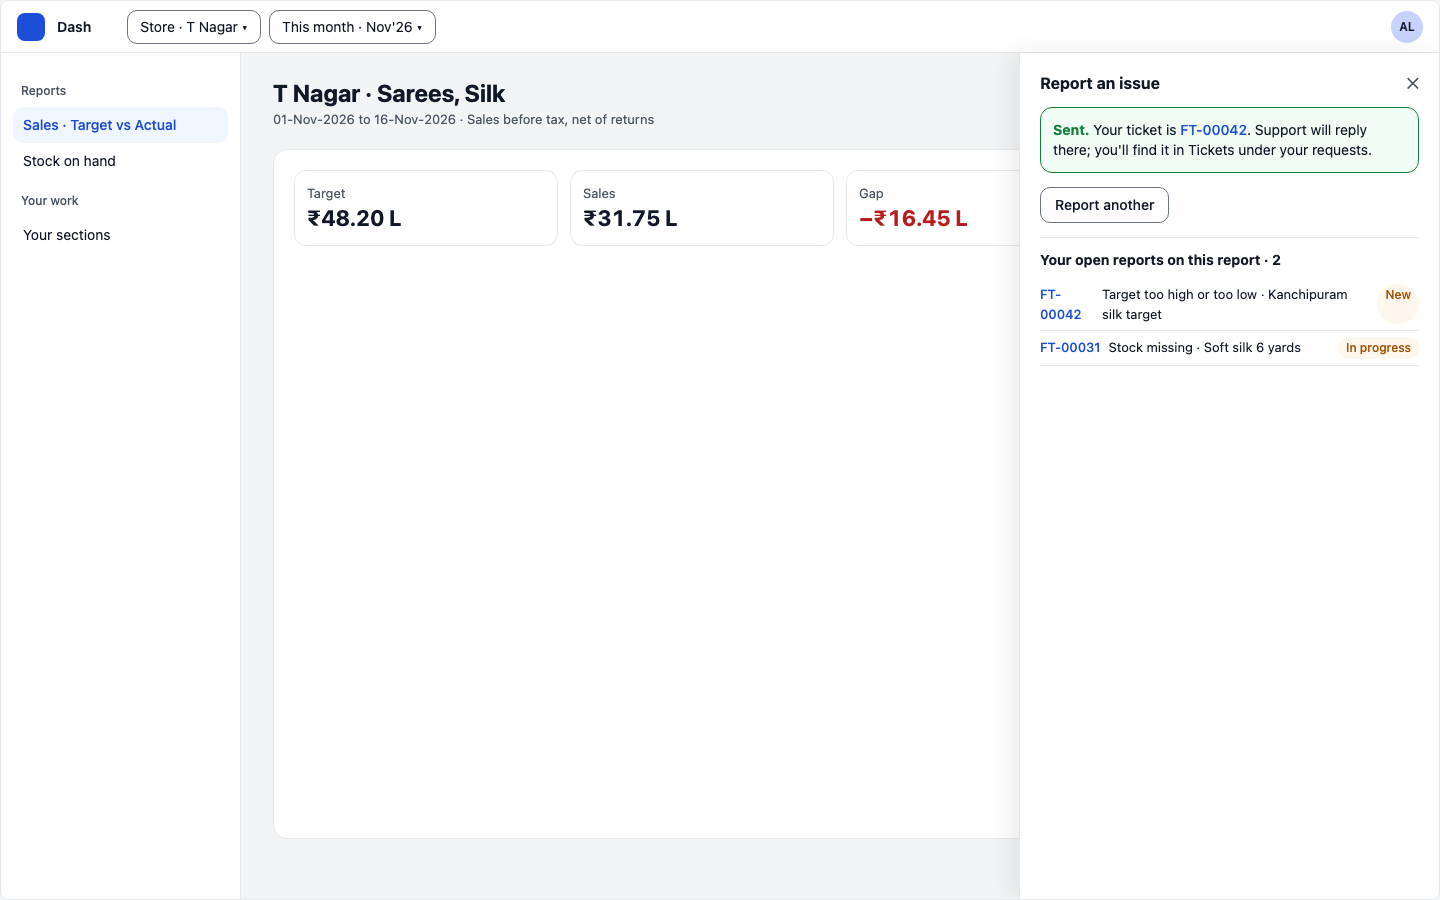 Dash
Store · T Nagar ▾
This month · Nov'26 ▾
AL
Reports
Sales · Target vs Actual
Stock on hand
Your work
Your sections
T Nagar · Sarees, Silk
01-Nov-2026 to 16-Nov-2026 · Sales before tax, net of returns
Target
₹48.20 L
Sales
₹31.75 L
Gap
−₹16.45 L
Report an issue
Sent. Your ticket is FT-00042. Support will reply
there; you'll find it in Tickets under your requests.
Report another
Your open reports on this report · 2
FT-
00042
Target too high or too low · Kanchipuram
silk target
New
FT-00031 Stock missing · Soft silk 6 yards In progress